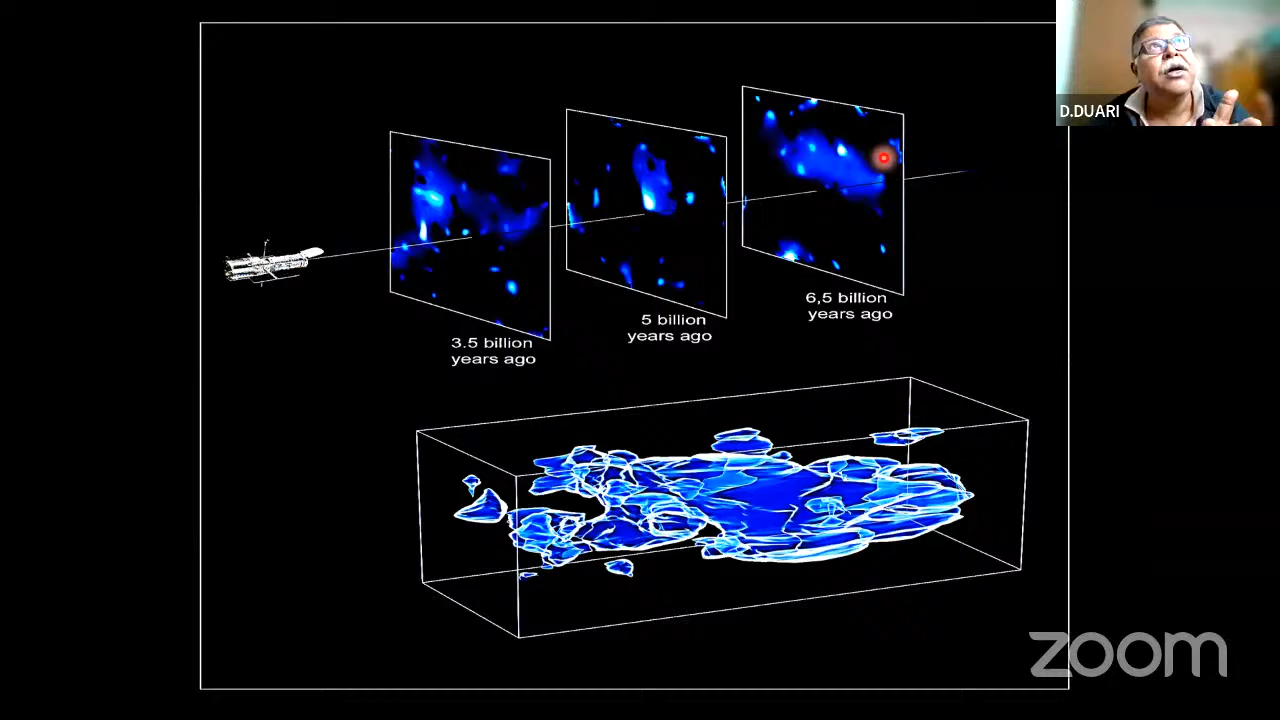 D.DUARI
6,5 billion
years ago
5 billion
years ago
3.5 billion
years ago
zoom